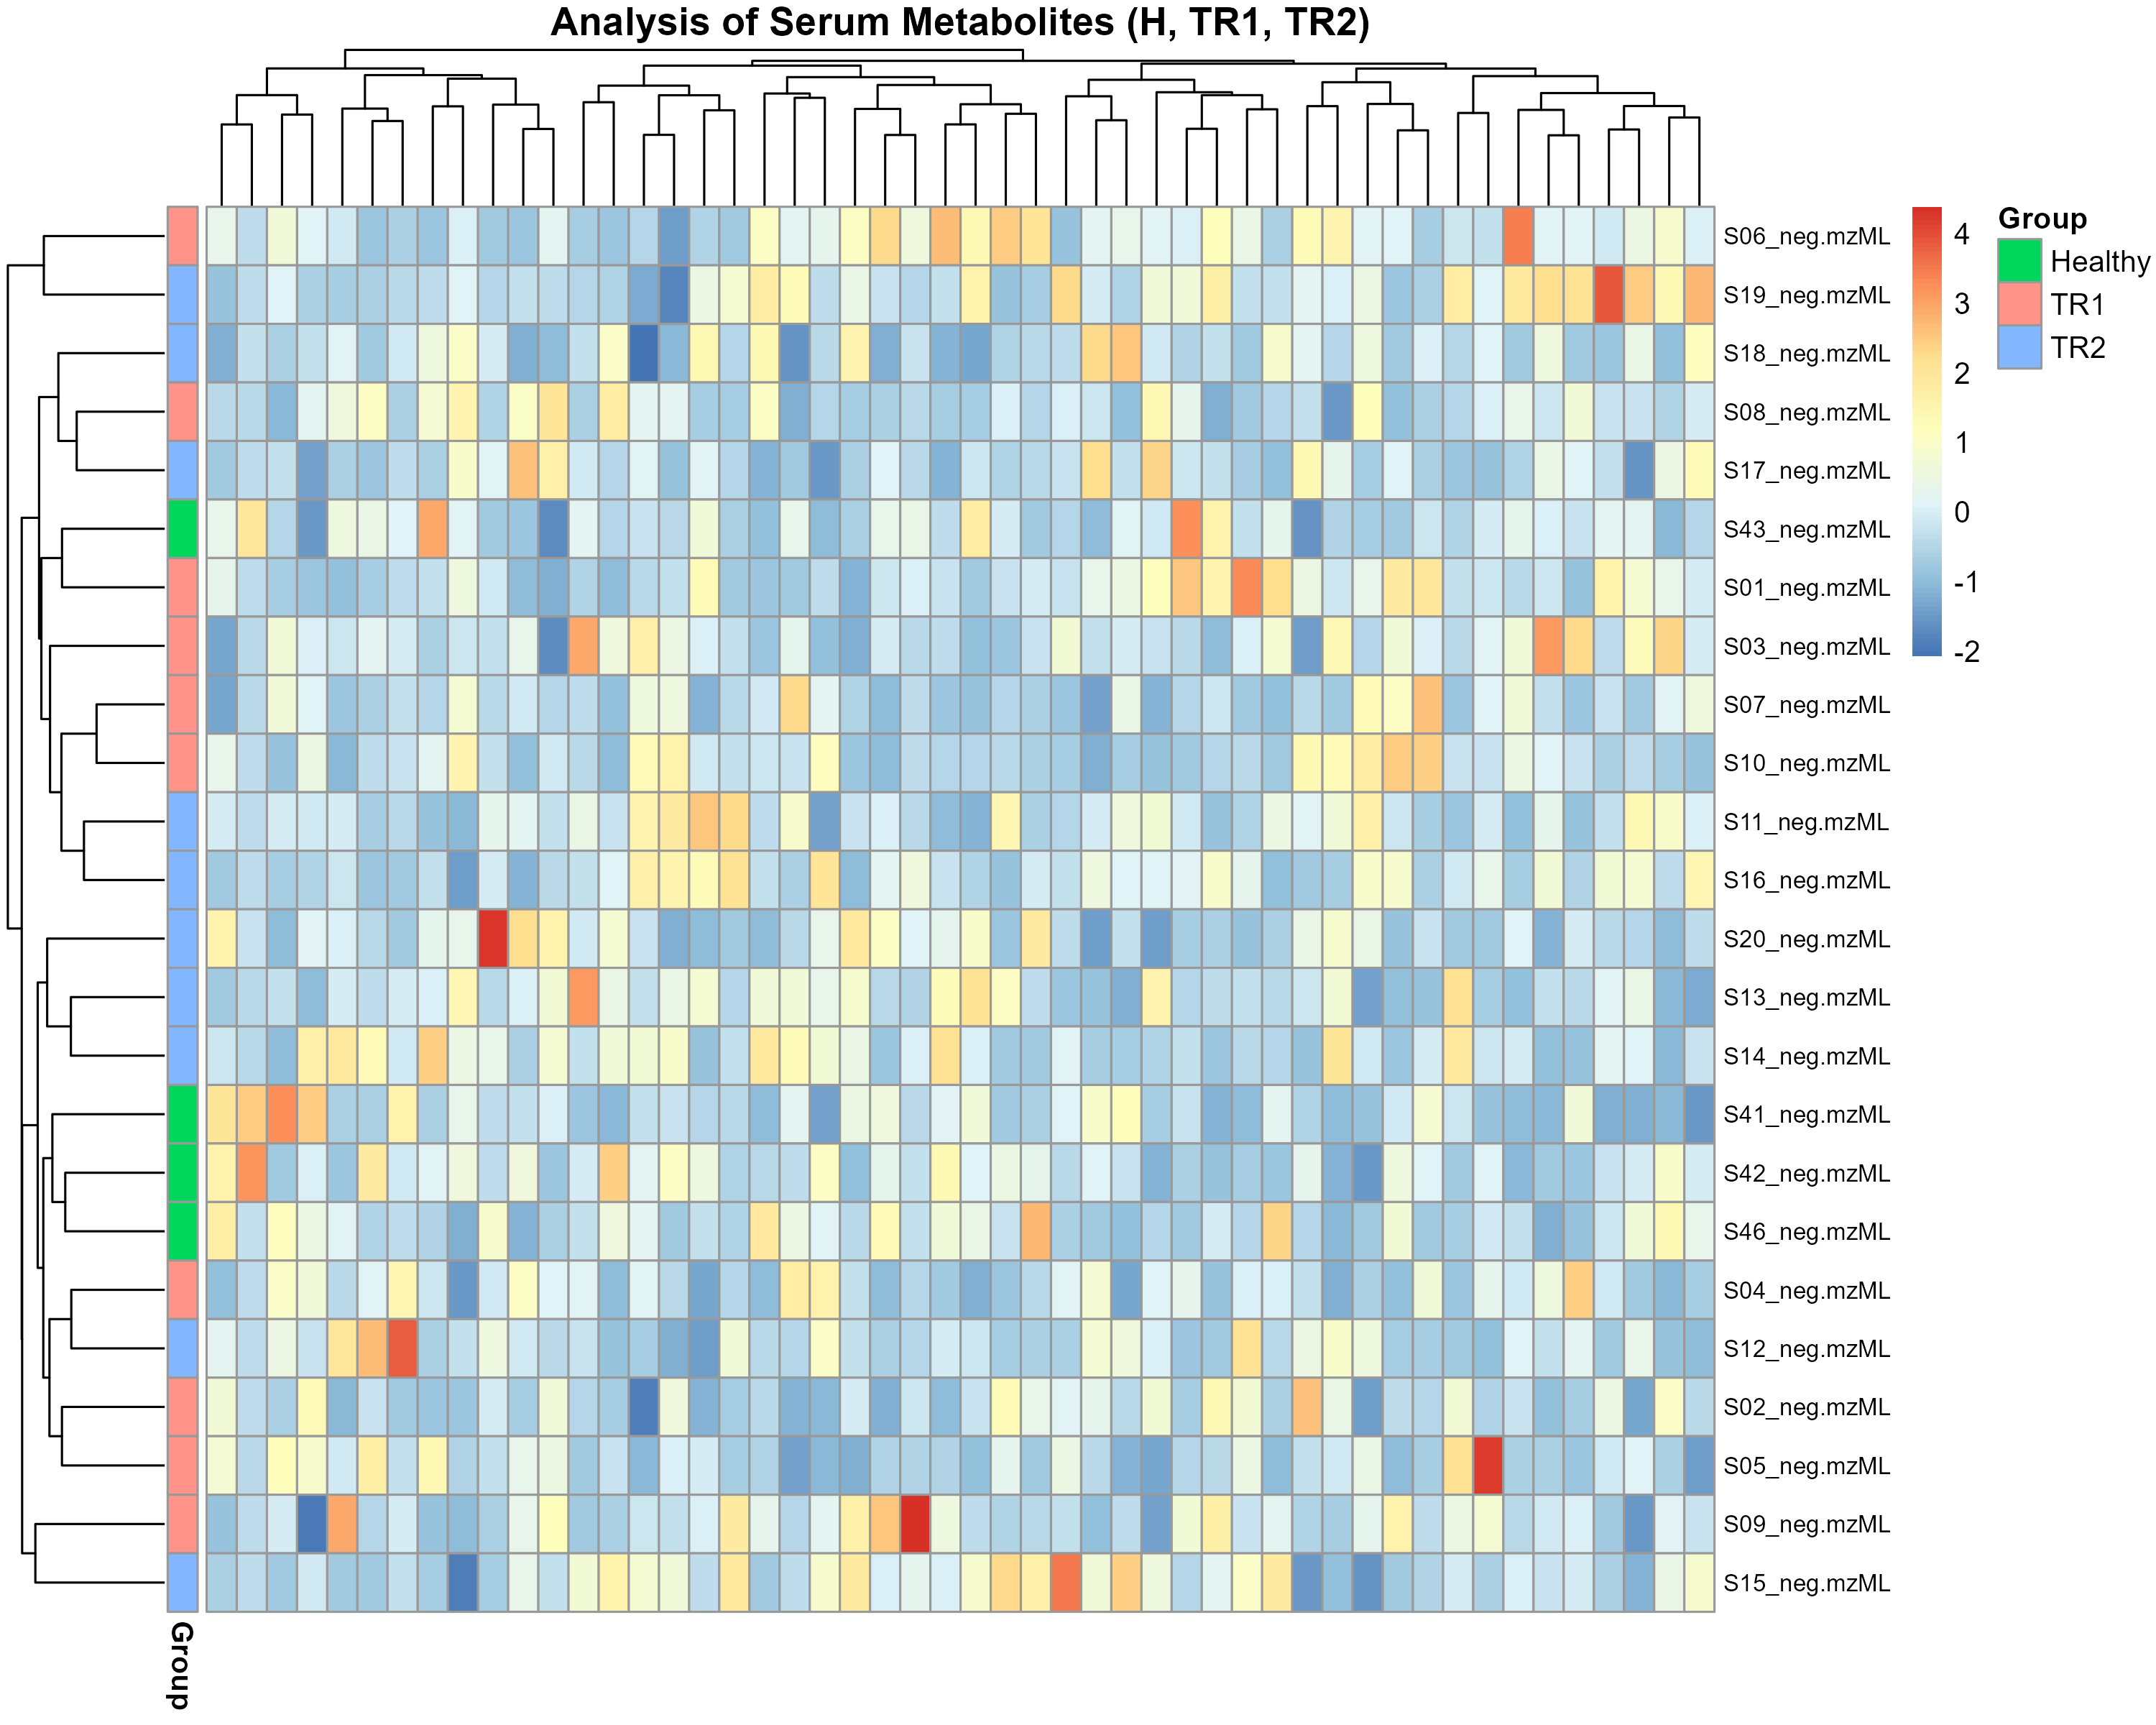 Analysis of Serum Metabolites (H, TR1, TR2)
S06_neg.mzML
S19_neg.mzML
S18_neg.mzML
S08_neg.mzML
S17_neg.mzML
S43_neg.mzML
S01_neg.mzML
S03_neg.mzML
S07_neg.mzML
S10_neg.mzML
S11_neg.mzML
S16_neg.mzML
S20_neg.mzML
S13_neg.mzML
S14_neg.mzML
S41_neg.mzML
S42_neg.mzML
S46_neg.mzML
S04_neg.mzML
S12_neg.mzML
S02_neg.mzML
S05_neg.mzML
S09_neg.mzML
S15_neg.mzML
4
3
2
1
0
-1
-2
Group
Healthy
TR1
TR2
Group